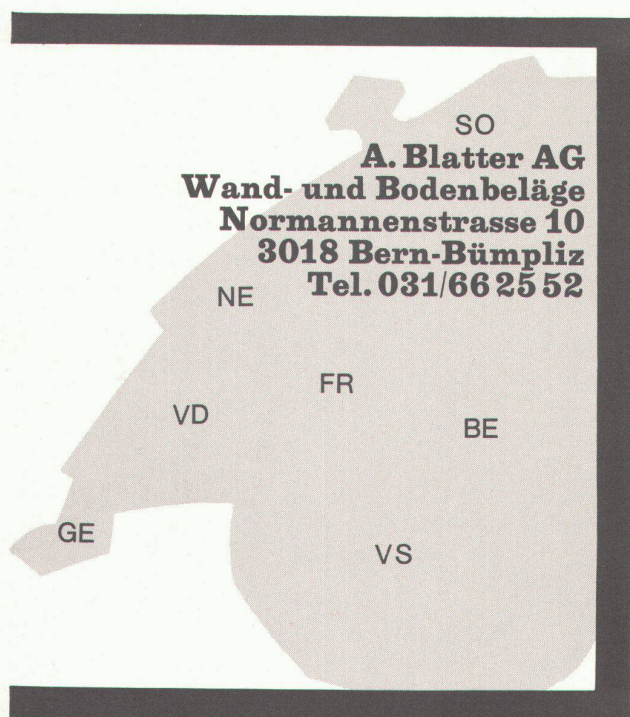 SO
A. Blatter AG
Wand- und Bodenbeläge
Normannenstrasse 10
3018 Bern-Bümpliz
Tel. 031/66 25 52
NE
FR
VD
BE
GE
VS